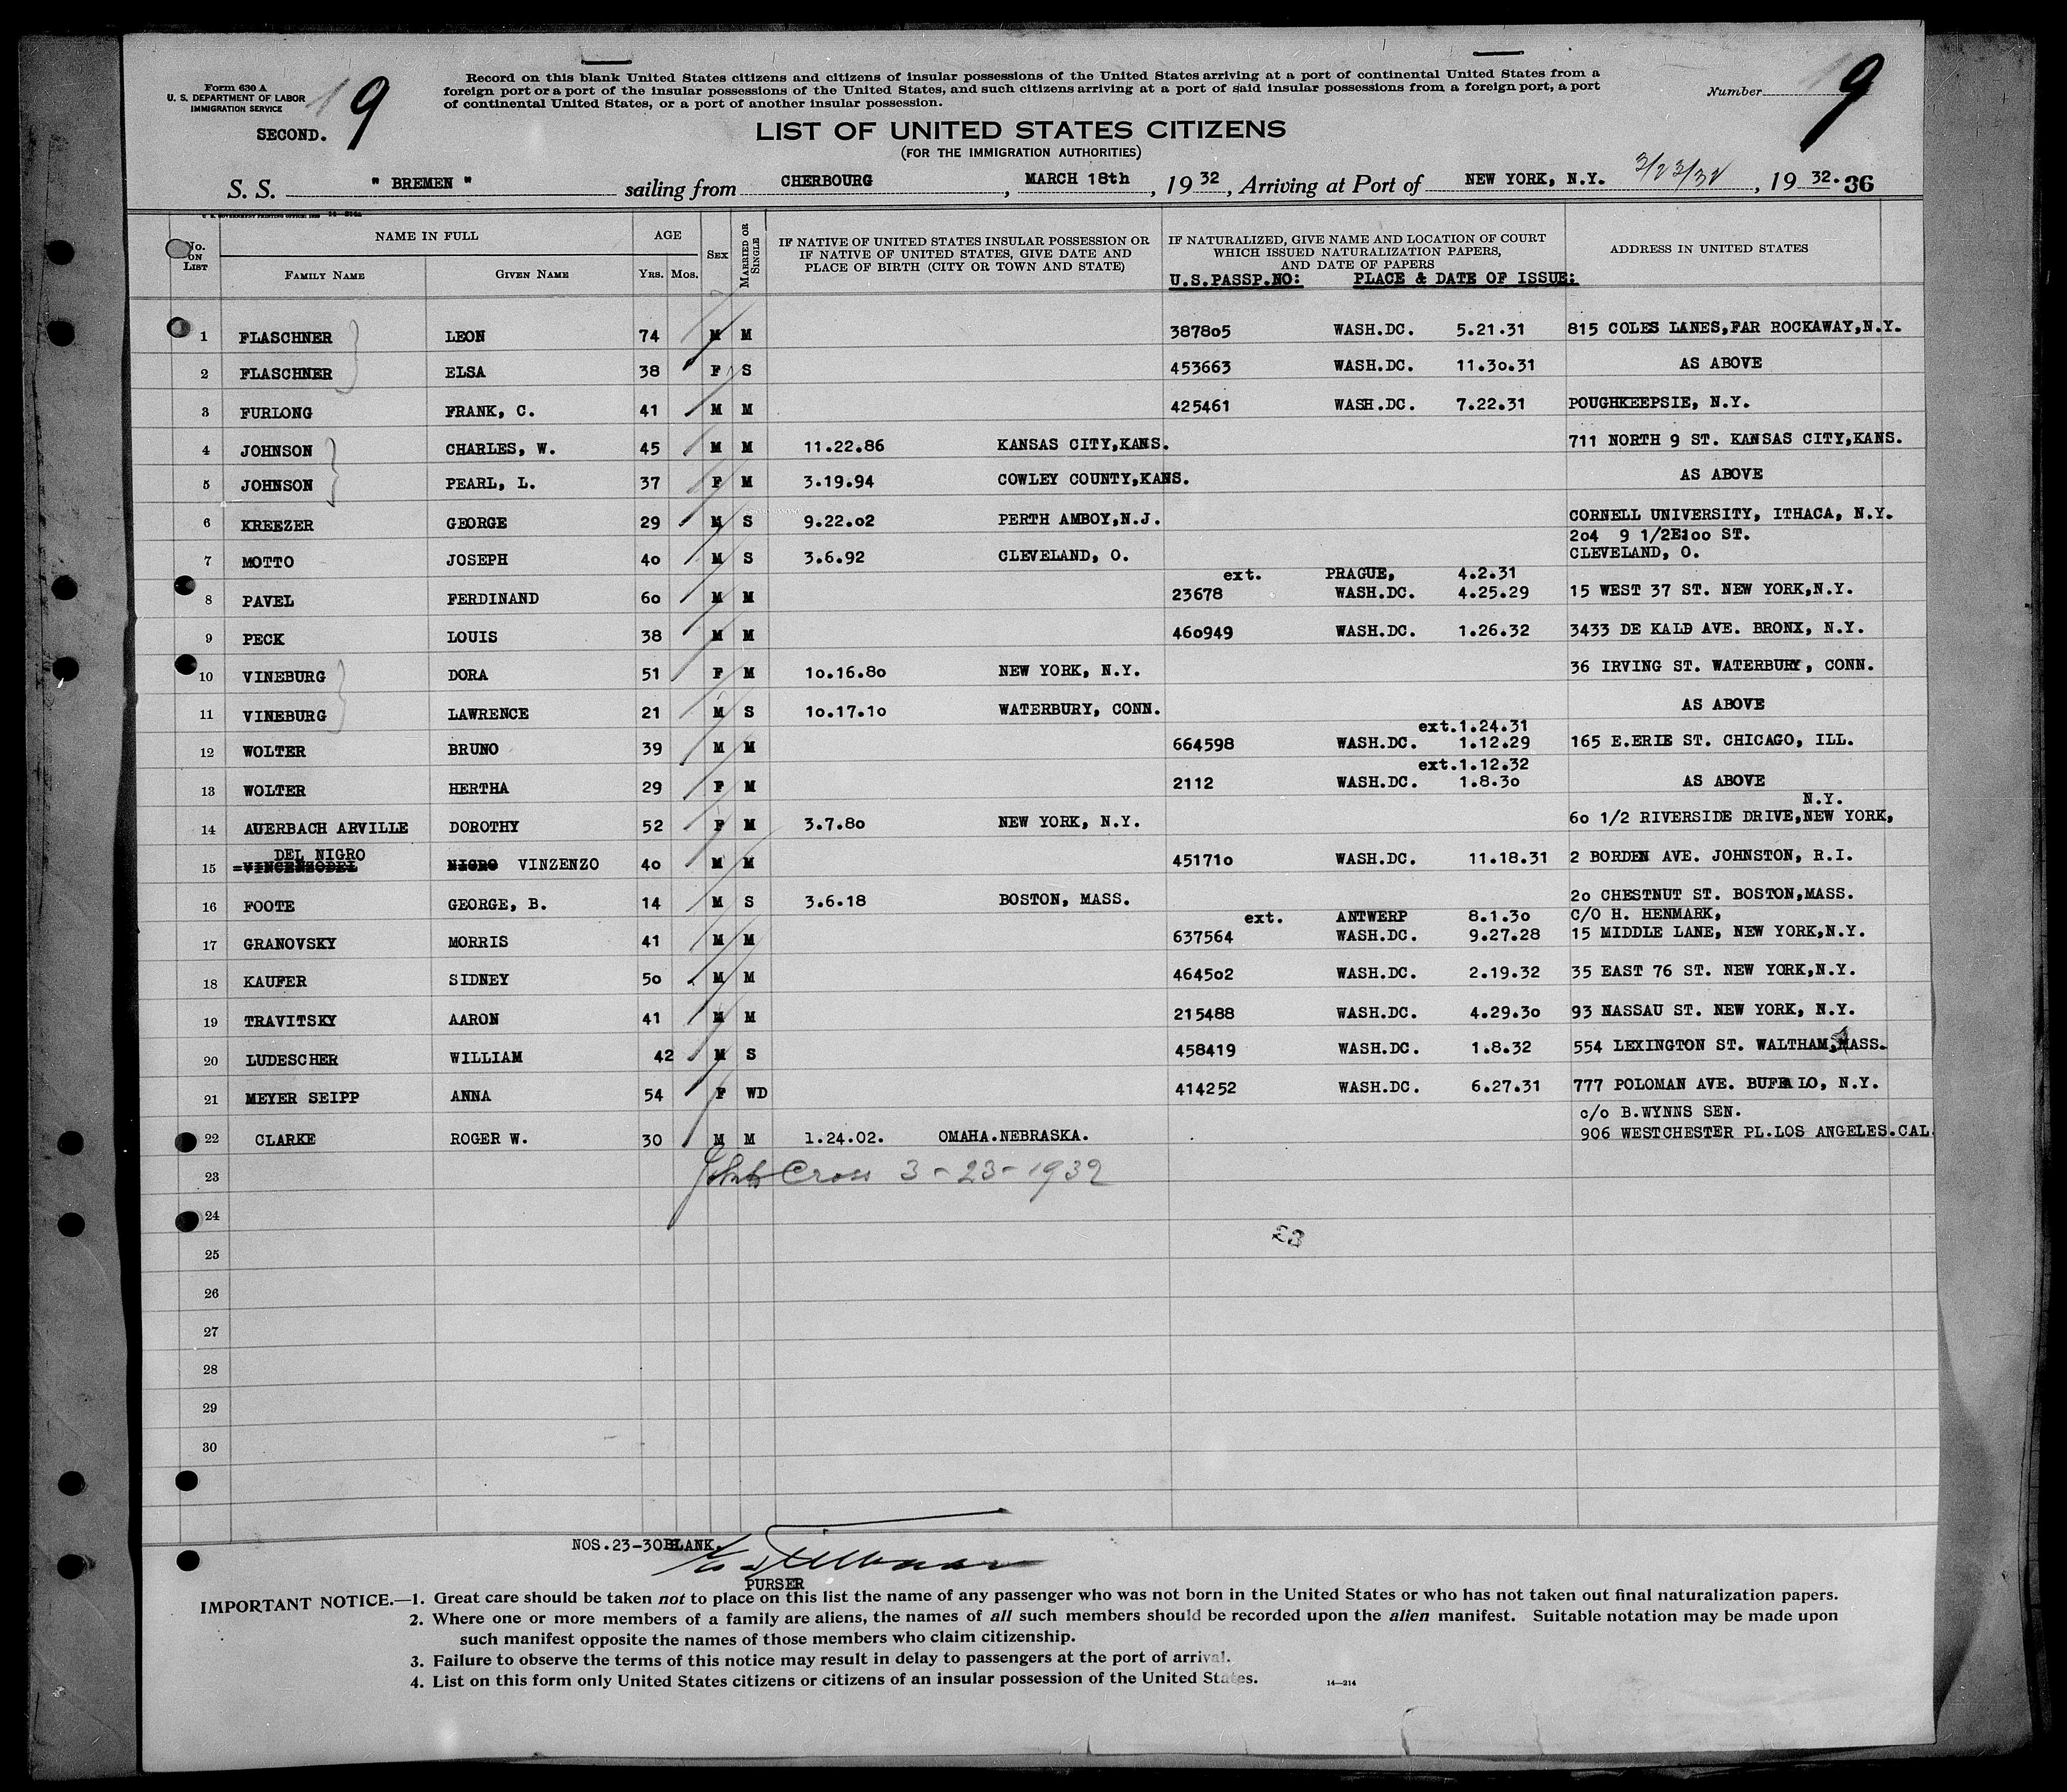 Form 630 A
U. S. DEPARTMENT OF LABOR
IMMIGRATION SERVICE
SECOND.
9
Record on this blank United States citizens and citizens of insular possessions of the United States arriving at a port of continental United States from a
foreign port or a port of the insular possessions of the United States, and such citizens arriving at a port of said insular possessions from a foreign port, a port
of continental United States, or a port of another insular possession.
Number 9
LIST OF UNITED STATES CITIZENS
(FOR THE IMMIGRATION AUTHORITIES)
S. S. " BREMEN " sailing from CHERBOURG, MARCH 18th, 19 32, Arriving at Port of NEW YORK, N.Y. 3/23/32, 19 32. 36
No. ON LIST
NAME IN FULL
FAMILY NAME GIVEN NAME
AGE
YRS. MOS.
SEX
MARRIED OR SINGLE
IF NATIVE OF UNITED STATES INSULAR POSSESSION OR
IF NATIVE OF UNITED STATES, GIVE DATE AND
PLACE OF BIRTH (CITY OR TOWN AND STATE)
IF NATURALIZED, GIVE NAME AND LOCATION OF COURT
WHICH ISSUED NATURALIZATION PAPERS,
AND DATE OF PAPERS
U.S.PASSP.NO: PLACE & DATE OF ISSUE:
ADDRESS IN UNITED STATES
1 FLASCHNER LEON 74 M M 387805 WASH.DC. 5.21.31 815 COLES LANES,FAR ROCKAWAY,N.Y.
2 FLASCHNER ELSA 38 F S 453663 WASH.DC. 11.30.31 AS ABOVE
3 FURLONG FRANK, C. 41 M M 425461 WASH.DC. 7.22.31 POUGHKEEPSIE, N.Y.
4 JOHNSON CHARLES, W. 45 M M 11.22.86 KANSAS CITY,KANS. 711 NORTH 9 ST. KANSAS CITY,KANS.
5 JOHNSON PEARL, L. 37 F M 3.19.94 COWLEY COUNTY,KANS. AS ABOVE
6 KREEZER GEORGE 29 M S 9.22.02 PERTH AMBOY,N.J. CORNELL UNIVERSITY, ITHACA, N.Y.
204 9 1/2E100 ST.
7 MOTTO JOSEPH 40 M S 3.6.92 CLEVELAND, O. CLEVELAND, O.
ext. PRAGUE, 4.2.31
8 PAVEL FERDINAND 60 M M 23678 WASH.DC. 4.25.29 15 WEST 37 ST. NEW YORK,N.Y.
9 PECK LOUIS 38 M M 460949 WASH.DC. 1.26.32 3433 DE KALB AVE. BRONX, N.Y.
10 VINEBURG DORA 51 F M 10.16.80 NEW YORK, N.Y. 36 IRVING ST. WATERBURY, CONN.
11 VINEBURG LAWRENCE 21 M S 10.17.10 WATERBURY, CONN. AS ABOVE
ext.1.24.31
12 WOLTER BRUNO 39 M M 664598 WASH.DC. 1.12.29 165 E.ERIE ST. CHICAGO, ILL.
ext.1.12.32
13 WOLTER HERTHA 29 F M 2112 WASH.DC. 1.8.30 AS ABOVE
N.Y.
14 AUERBACH ARVILLE DOROTHY 52 F M 3.7.80 NEW YORK, N.Y. 60 1/2 RIVERSIDE DRIVE,NEW YORK,
DEL NIGRO
15 =VINCENZODEL NIGRO VINZENZO 40 M M 451710 WASH.DC. 11.18.31 2 BORDEN AVE. JOHNSTON, R.I.
16 FOOTE GEORGE, B. 14 M S 3.6.18 BOSTON, MASS. 20 CHESTNUT ST. BOSTON,MASS.
ext. ANTWERP 8.1.30 C/O H. HENMARK,
17 GRANOVSKY MORRIS 41 M M 637564 WASH.DC. 9.27.28 15 MIDDLE LANE, NEW YORK,N.Y.
18 KAUFER SIDNEY 50 M M 464502 WASH.DC. 2.19.32 35 EAST 76 ST. NEW YORK,N.Y.
19 TRAVITSKY AARON 41 M M 215488 WASH.DC. 4.29.30 93 NASSAU ST. NEW YORK, N.Y.
20 LUDESCHER WILLIAM 42 M S 458419 WASH.DC. 1.8.32 554 LEXINGTON ST. WALTHAM,MASS.
21 MEYER SEIPP ANNA 54 F WD 414252 WASH.DC. 6.27.31 777 POLOMAN AVE. BUFFALO, N.Y.
c/o B.WYNNS SEN.
22 CLARKE ROGER W. 30 M M 1.24.02. OMAHA.NEBRASKA. 906 WESTCHESTER PL.LOS ANGELES.CAL.
23 Cross 3-23-1932
24
25
26
27
28
29
30
NOS.23-30BLANK.
PURSER
IMPORTANT NOTICE.—1. Great care should be taken not to place on this list the name of any passenger who was not born in the United States or who has not taken out final naturalization papers.
2. Where one or more members of a family are aliens, the names of all such members should be recorded upon the alien manifest. Suitable notation may be made upon
such manifest opposite the names of those members who claim citizenship.
3. Failure to observe the terms of this notice may result in delay to passengers at the port of arrival.
4. List on this form only United States citizens or citizens of an insular possession of the United States.
14—214